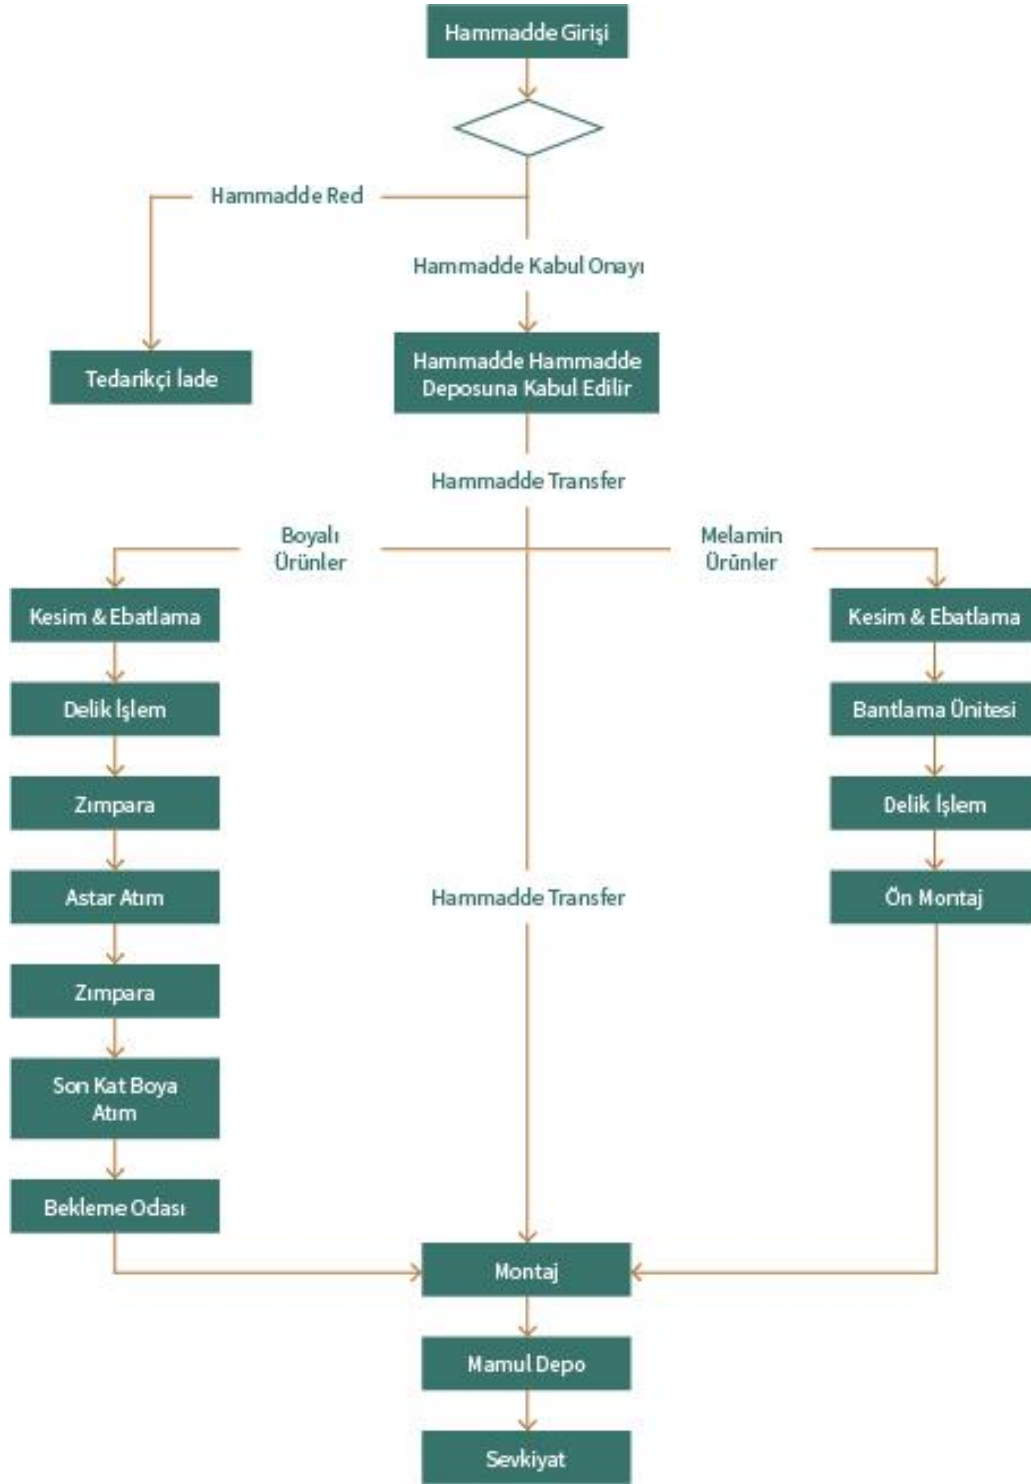 Hammadde Girişi
Hammadde Red
Hammadde Kabul Onayı
Tedarikçi İade
Hammadde Hammadde
Deposuna Kabul Edilir
Hammadde Transfer
Boyalı
Ürünler
Melamin
Ürünler
Kesim & Ebatlama
Delik İşlem
Zımpara
Astar Atım
Zımpara
Son Kat Boya
Atım
Bekleme Odası
Hammadde Transfer
Kesim & Ebatlama
Bantlama Ünitesi
Delik İşlem
Ön Montaj
Montaj
Mamul Depo
Sevkiyat